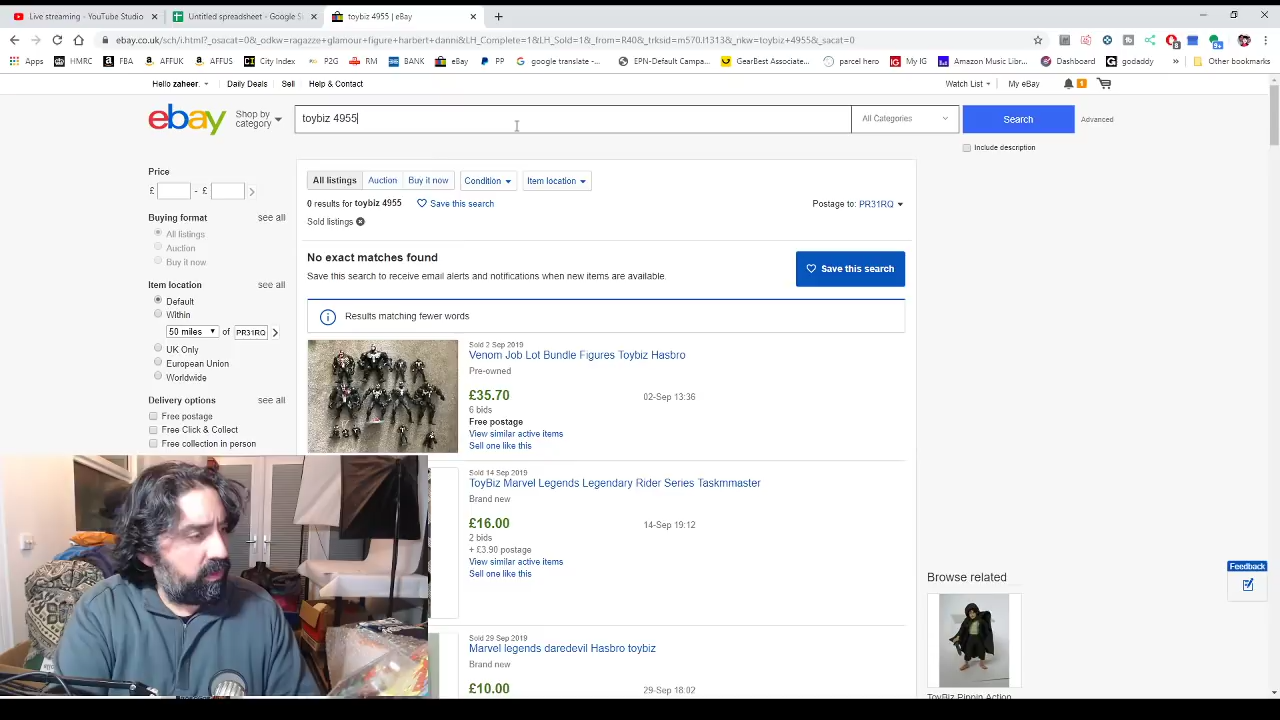 Live streaming - YouTube Studio
Untitled spreadsheet - Google S
toybiz 4955 | eBay
ebay.co.uk/sch/i.html?_osacat=0&_odkw=ragazze+glamour+figure+harbert+danni&LH_Complete=1&LH_Sold=1&_from=R40&_trksid=m570.l1313&_nkw=toybiz+4955&_sacat=0
Apps HMRC FBA AFFUK AFFUS City Index P2G RM BANK eBay PP google translate -... EPN-Default Campa... GearBest Associate... parcel hero My IG Amazon Music Libr... Dashboard godaddy » Other bookmarks
Hello zaheer. Daily Deals Sell Help & Contact Watch List My eBay 1
ebay Shop by category toybiz 4955 All Categories Search Advanced
Include description
Price
£ - £
Buying format see all
All listings
Auction
Buy it now
Item location see all
Default
Within
50 miles of PR31RQ
UK Only
European Union
Worldwide
Delivery options see all
Free postage
Free Click & Collect
Free collection in person
All listings Auction Buy it now Condition Item location
0 results for toybiz 4955 Save this search Postage to: PR31RQ
Sold listings
No exact matches found
Save this search to receive email alerts and notifications when new items are available.
Save this search
Results matching fewer words
Sold 2 Sep 2019
Venom Job Lot Bundle Figures Toybiz Hasbro
Pre-owned
£35.70 02-Sep 13:36
6 bids
Free postage
View similar active items
Sell one like this
Sold 14 Sep 2019
ToyBiz Marvel Legends Legendary Rider Series Taskmmaster
Brand new
£16.00 14-Sep 19:12
2 bids
+ £3.90 postage
View similar active items
Sell one like this
Sold 29 Sep 2019
Marvel legends daredevil Hasbro toybiz
Brand new
£10.00 29-Sep 18:02
Browse related
ToyBiz Pippin Action
Feedback